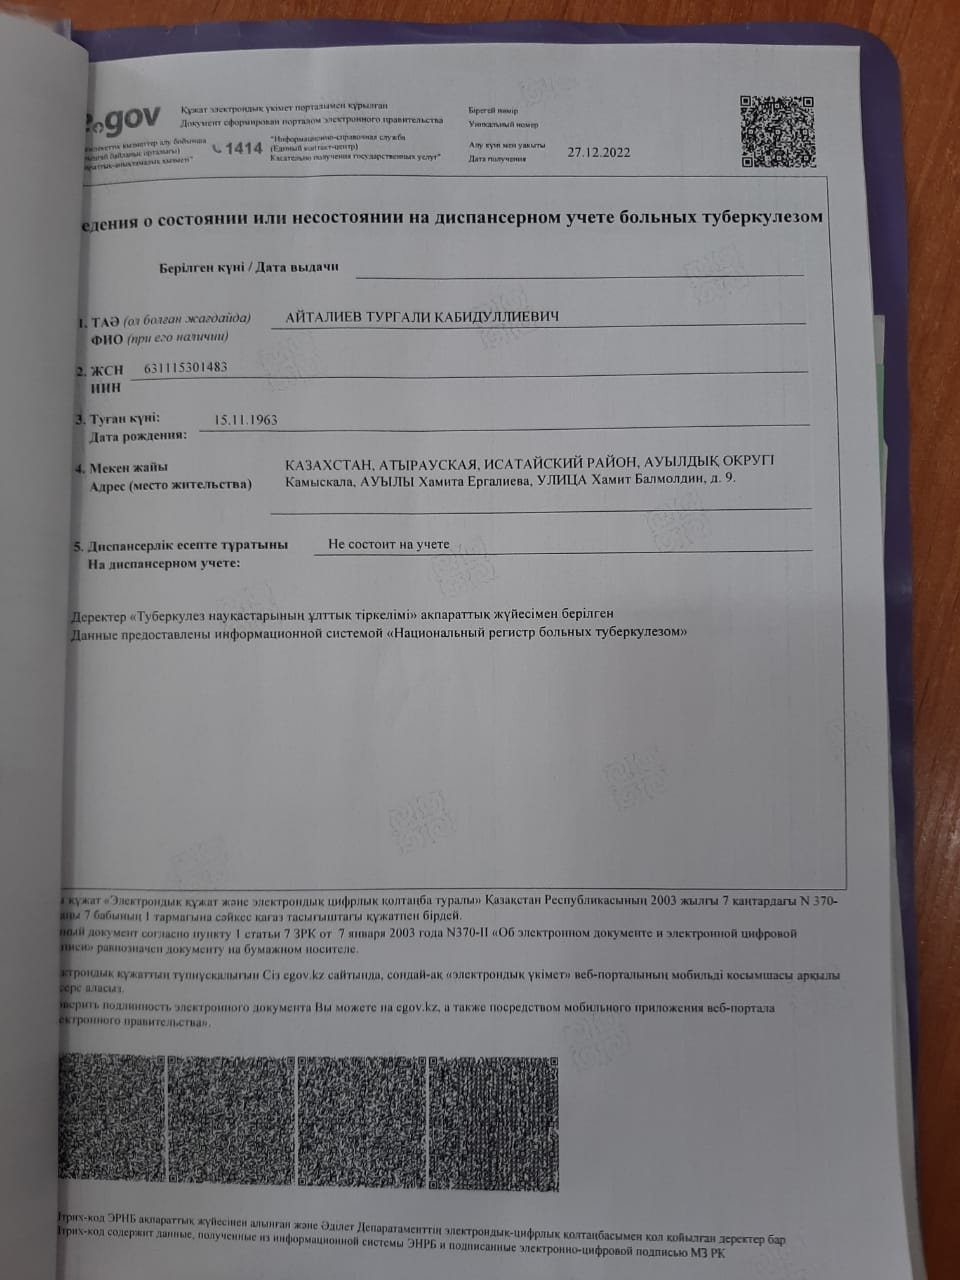 gov
Құжат электрондық үкімет порталымен құрылған
Документ сформирован порталом электронного правительства
1414
"Информационно-справочная служба
(Единый контакт-центр)
Касательно получения государственных услуг"
Бірегей нөмір
Уникальный номер
Алу күні мен уақыты
Дата получения
27.12.2022
едения о состоянии или несостоянии на диспансерном учете больных туберкулезом
Берілген күні / Дата выдачи
1. ТАӘ (ол болған жағдайда)
ФИО (при его наличии)
АЙТАЛИЕВ ТУРГАЛИ КАБИДУЛЛИЕВИЧ
2. ЖСН
ИИН
631115301483
3. Туған күні:
Дата рождения:
15.11.1963
4. Мекен жайы
Адрес (место жительства)
КАЗАХСТАН, АТЫРАУСКАЯ, ИСАТАЙСКИЙ РАЙОН, АУЫЛДЫҚ ОКРУГІ
Камыскала, АУЫЛЫ Хамита Ергалиева, УЛИЦА Хамит Балмолдин, д. 9.
5. Диспансерлік есепте тұратыны
На диспансерном учете:
Не состоит на учете
Деректер «Туберкулез науқастарының ұлттық тіркелімі» ақпараттық жүйесімен берілген
Данные предоставлены информационной системой «Национальный регистр больных туберкулезом»
құжат «Электрондық құжат және электрондық цифрлық қолтаңба туралы» Қазақстан Республикасының 2003 жылғы 7 қаңтардағы N 370-
7 бабының 1 тармағына сәйкес қағаз тасығыштағы құжатпен бірдей.
документ согласно пункту 1 статьи 7 ЗРК от 7 января 2003 года N370-II «Об электронном документе и электронной цифровой
равнозначен документу на бумажном носителе.
құжаттың түпнұсқалығын Сіз egov.kz сайтында, сондай-ақ «электрондық үкімет» веб-порталының мобильді қосымшасы арқылы
аласыз.
подлинность электронного документа Вы можете на egov.kz, а также посредством мобильного приложения веб-портала
правительства».
трих-код ЭРНБ ақпараттық жүйесінен алынған және Әділет Депаратаменттін электрондық-цифрлық қолтаңбасымен қол қойылған деректер бар
трих-код содержит данные, полученные из информационной системы ЭНРБ и подписанные электронно-цифровой подписью МЗ РК